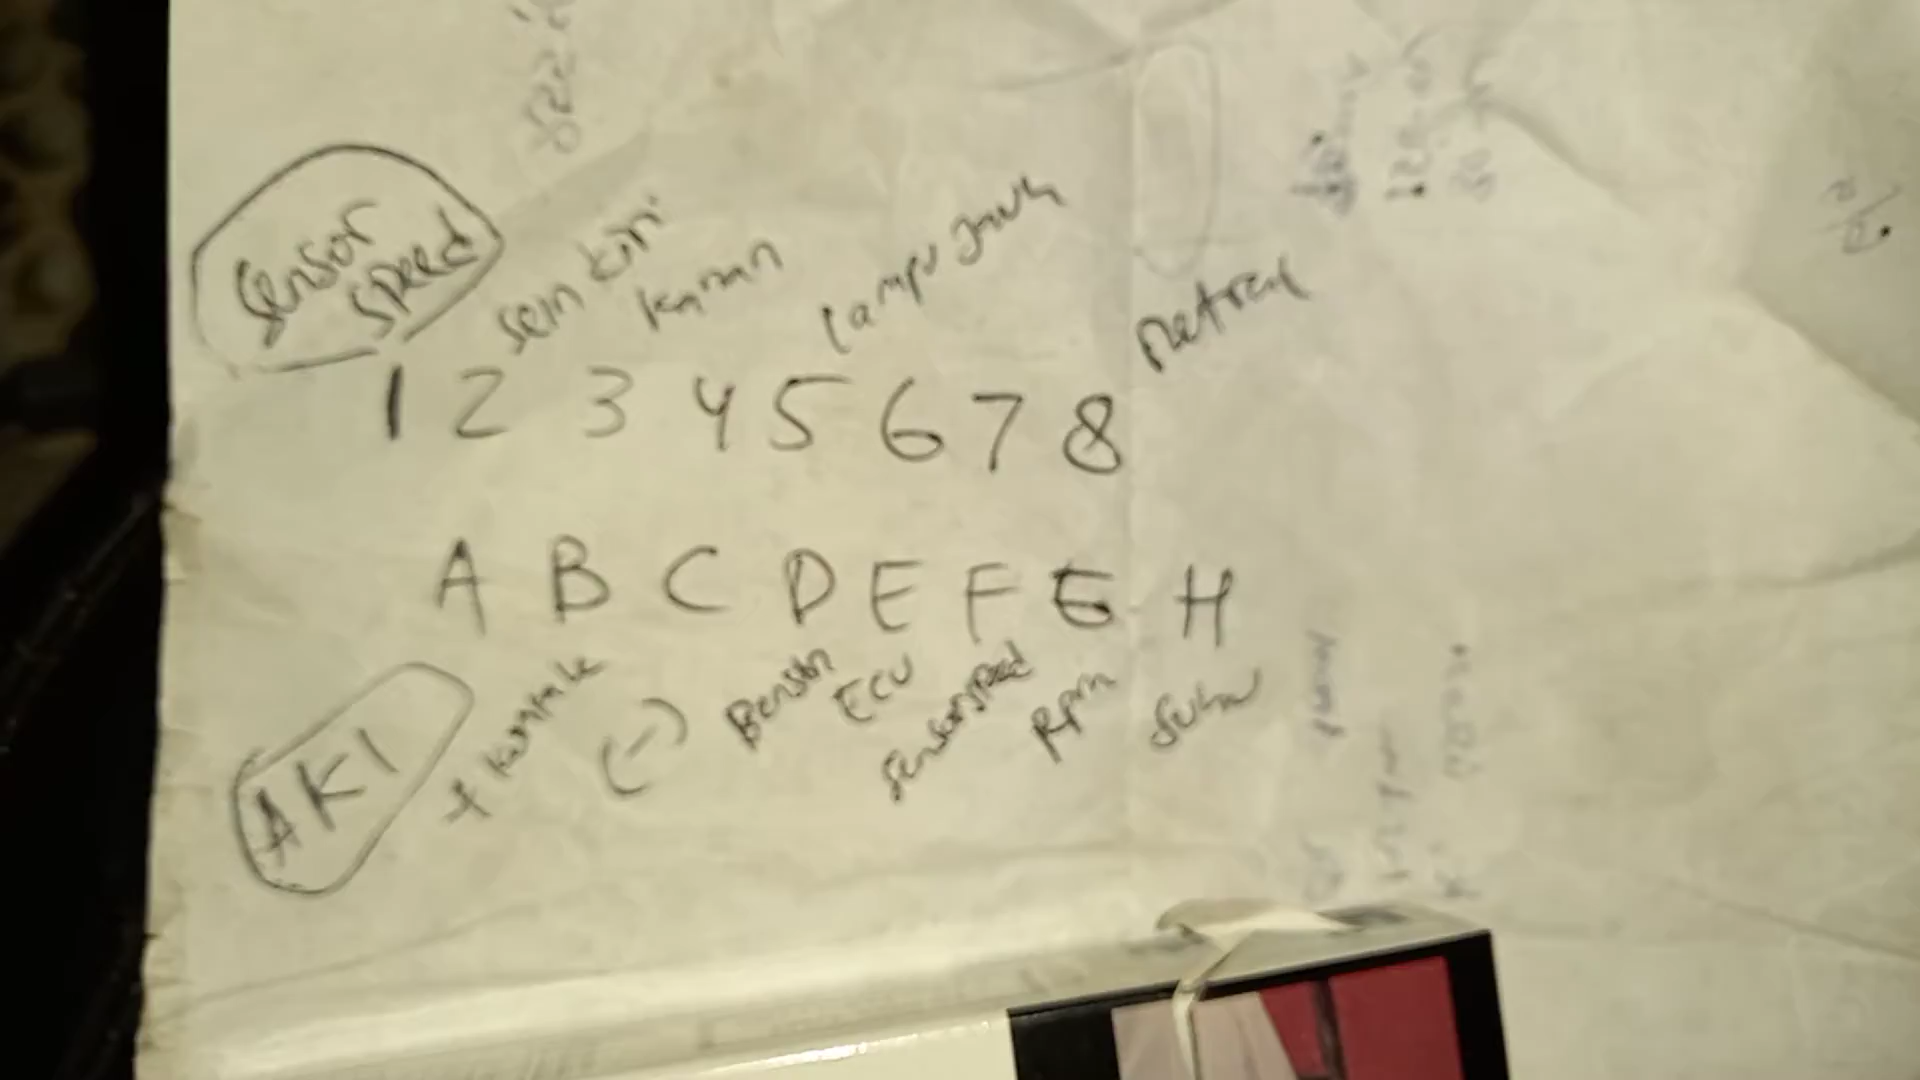 Sensor
speed
sein kiri
kanan
lampu Jauh
Netral
1 2 3 4 5 6 7 8
A B C D E F G H
AKI
+ kontak
(-)
Bensin
ECU
Sensorspeed
Rpm
Suhu